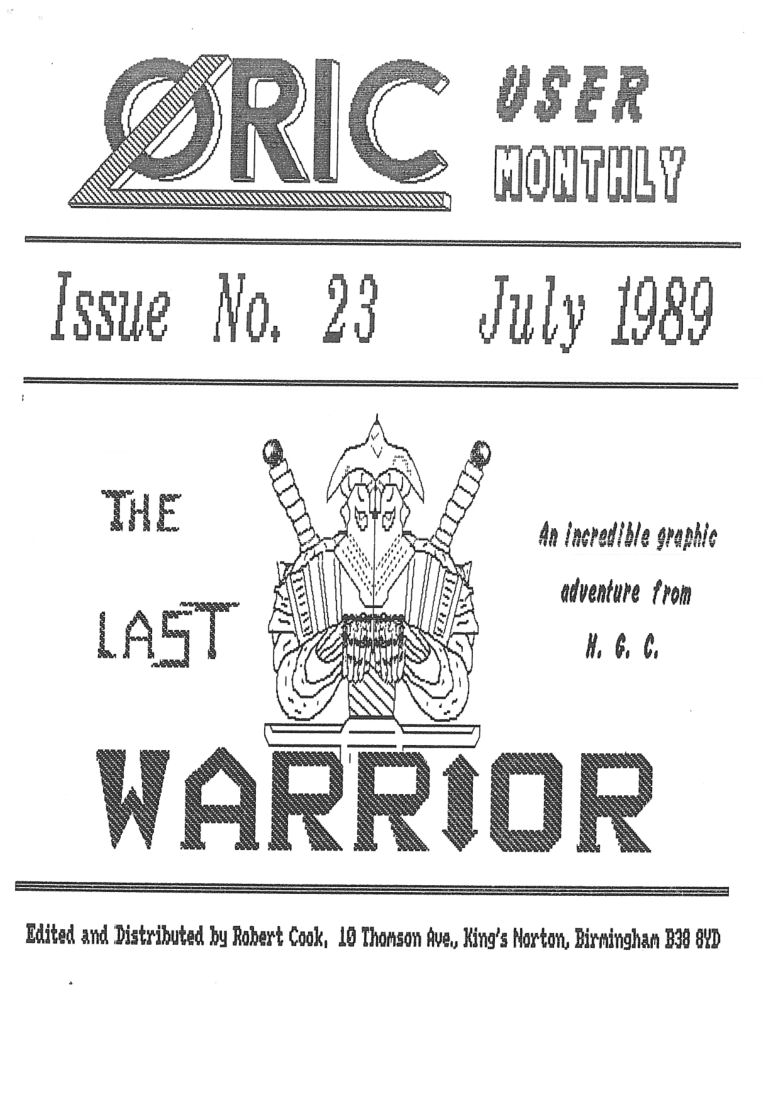 ORIC USER
MONTHLY
Issue No. 23 July 1989
THE
LAST
WARRIOR
An incredible graphic
adventure from
H. G. C.
Edited and Distributed by Robert Cook, 10 Thomson Ave., King's Norton, Birmingham B38 8YD